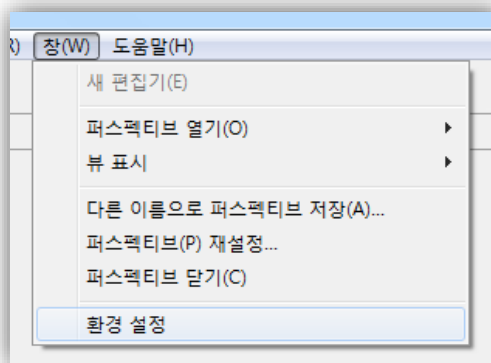 R) 창(W) 도움말(H)
새 편집기(E)
퍼스펙티브 열기(O)
뷰 표시
다른 이름으로 퍼스펙티브 저장(A)...
퍼스펙티브(P) 재설정...
퍼스펙티브 닫기(C)
환경 설정